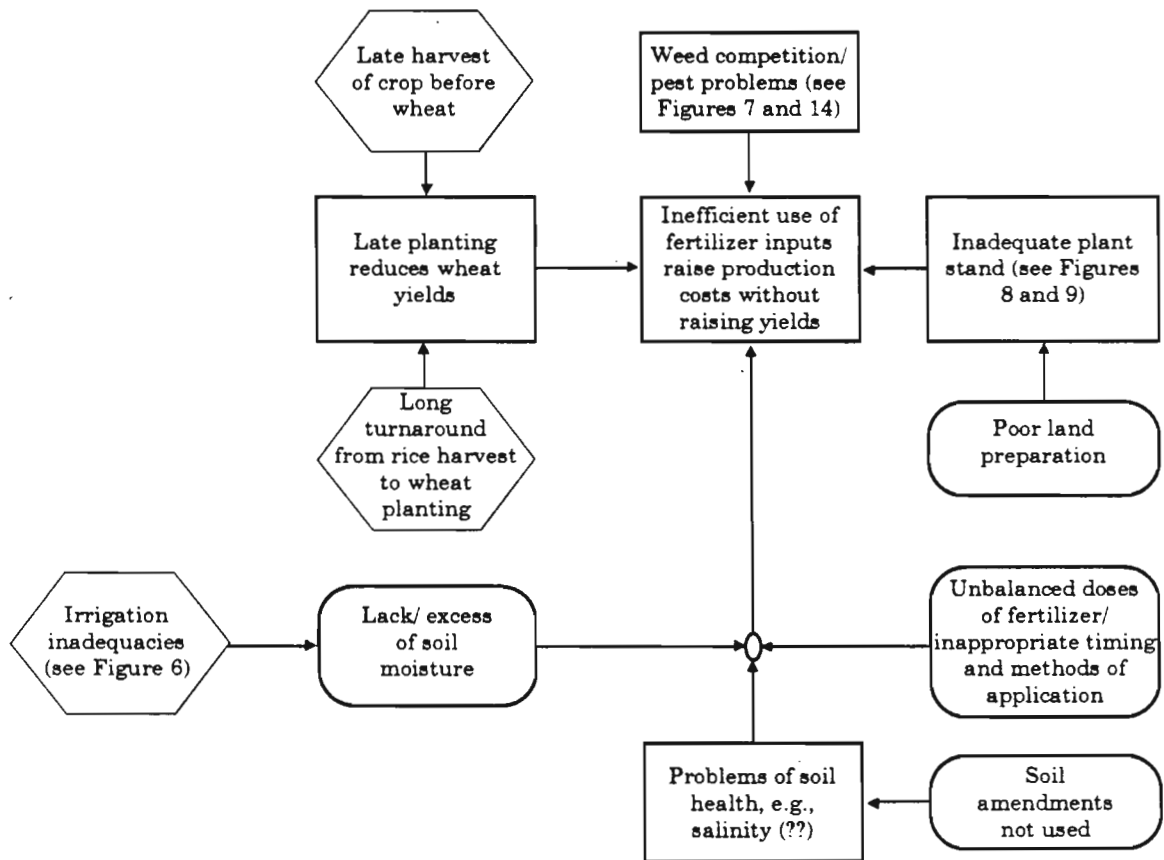 Late harvest
of crop before
wheat
Weed competition/
pest problems (see
Figures 7 and 14)
Late planting
reduces wheat
yields
Inefficient use of
fertilizer inputs
raise production
costs without
raising yields
Inadequate plant
stand (see Figures
8 and 9)
Long
turnaround
from rice harvest
to wheat
planting
Poor land
preparation
Irrigation
inadequacies
(see Figure 6)
Lack/ excess
of soil
moisture
Unbalanced doses
of fertilizer/
inappropriate timing
and methods of
application
Problems of soil
health, e.g.,
salinity (??)
Soil
amendments
not used